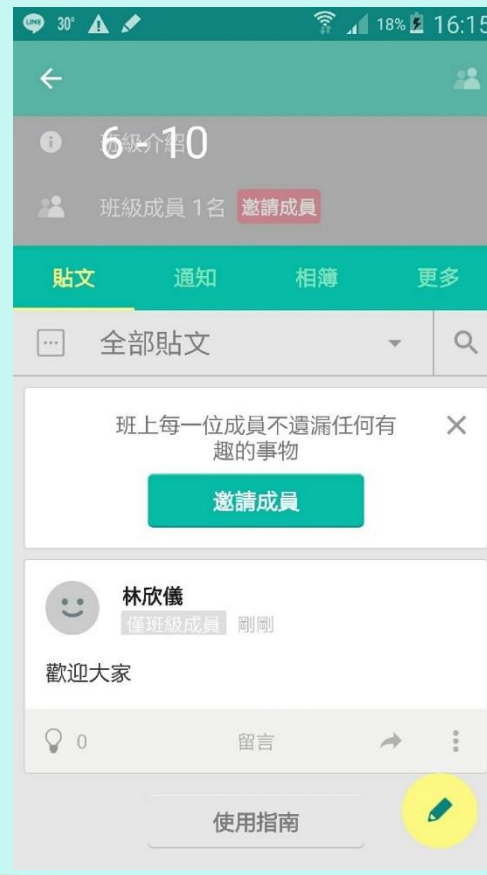 LINE 30° 18% 16:15
6 - 10
班級介紹
班級成員 1名 邀請成員
貼文 通知 相簿 更多
全部貼文
班上每一位成員不遺漏任何有
趣的事物
邀請成員
林欣儀
僅班級成員 剛剛
歡迎大家
0 留言
使用指南